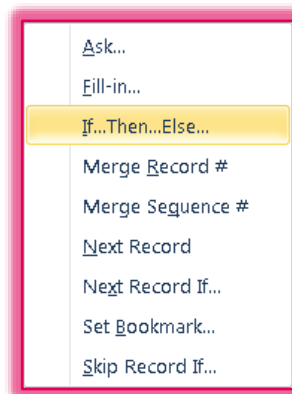 Ask...
Fill-in...
If...Then...Else...
Merge Record #
Merge Sequence #
Next Record
Next Record If...
Set Bookmark...
Skip Record If...